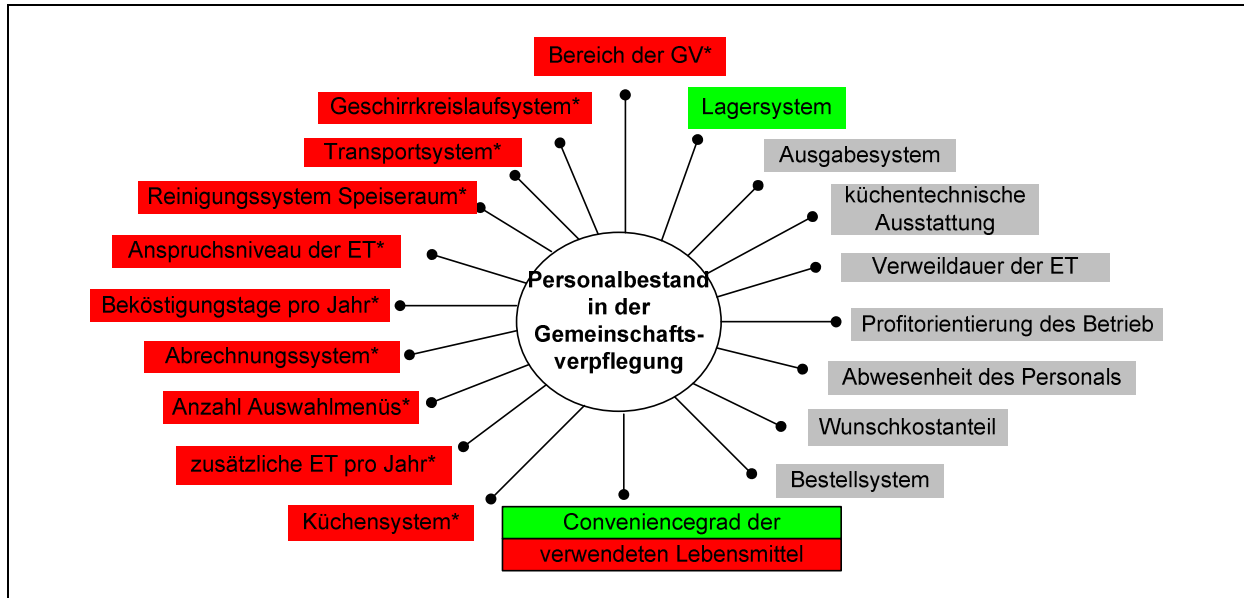 Bereich der GV*
Geschirrkreislaufsystem*
Lagersystem
Transportsystem*
Ausgabesystem
Reinigungssystem Speiseraum*
küchentechnische
Ausstattung
Anspruchsniveau der ET*
Verweildauer der ET
Personalbestand
in der
Gemeinschafts-
verpflegung
Beköstigungstage pro Jahr*
Profitorientierung des Betrieb
Abrechnungssystem*
Abwesenheit des Personals
Anzahl Auswahlmenüs*
Wunschkostanteil
zusätzliche ET pro Jahr*
Bestellsystem
Küchensystem*
Conveniencegrad der
verwendeten Lebensmittel